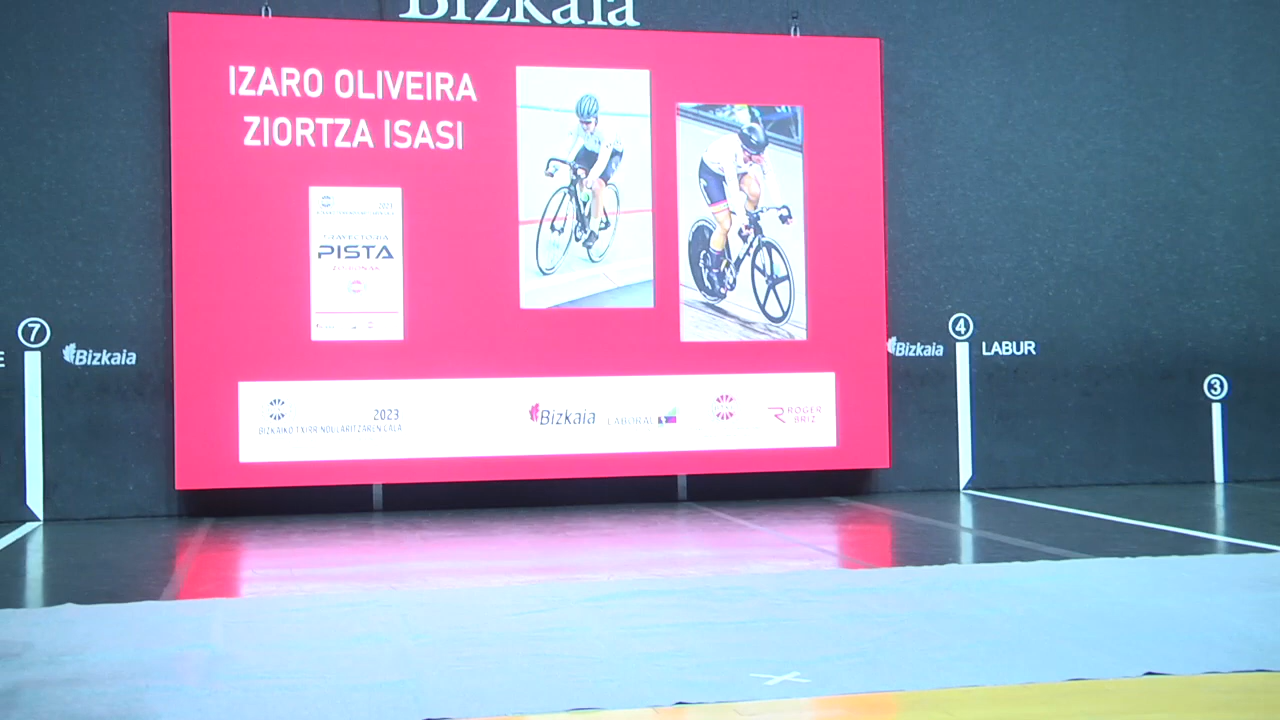 Bizkaia
IZARO OLIVEIRA
ZIORTZA ISASI
2023
PISTA
7
Bizkaia
Bizkaia
4
LABUR
3
2023
BIZKAIKO TXIRRINDULARITZAREN GALA
Bizkaia
LABORAL
ROGER
BRIZ